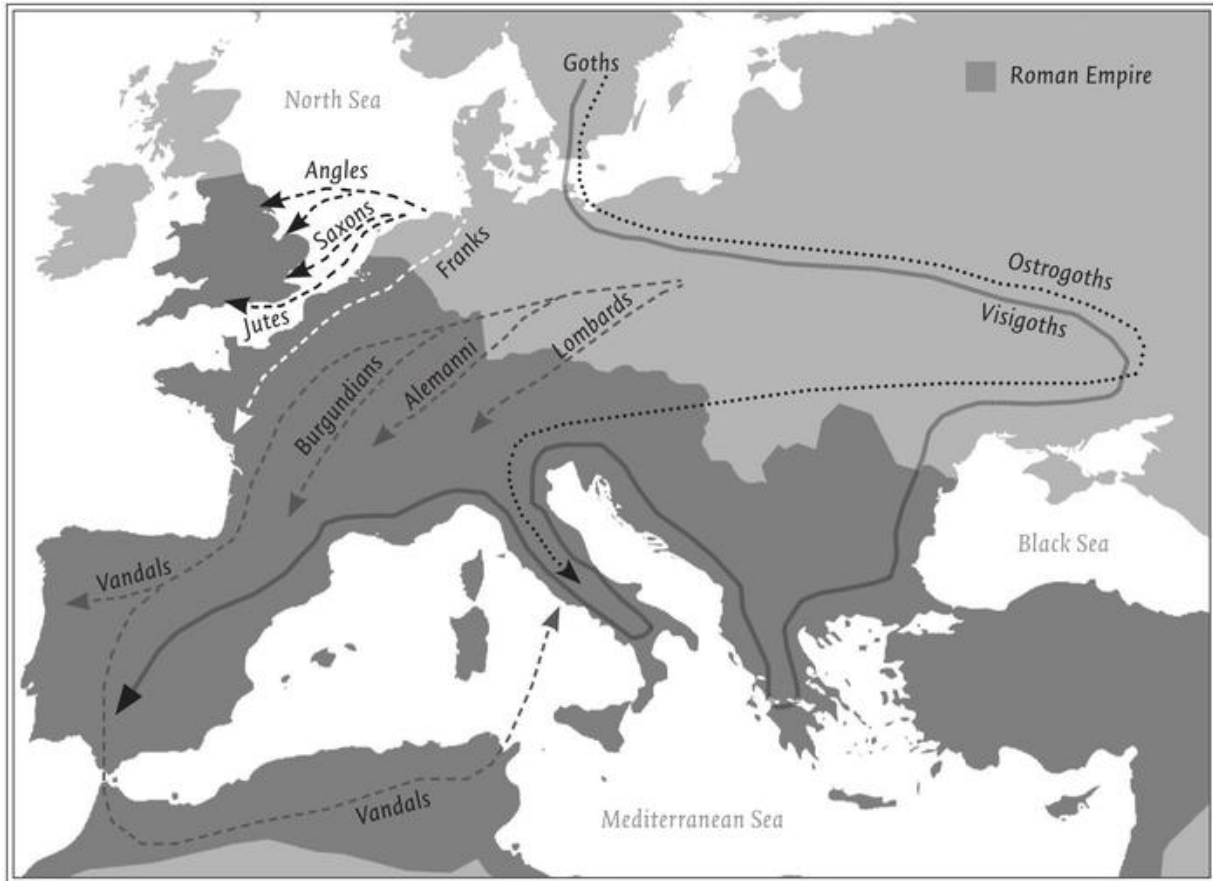 Goths
Roman Empire
North Sea
Angles
Saxons
Franks
Jutes
Ostrogoths
Visigoths
Lombards
Alemanni
Burgundians
Black Sea
Vandals
Vandals
Mediterranean Sea